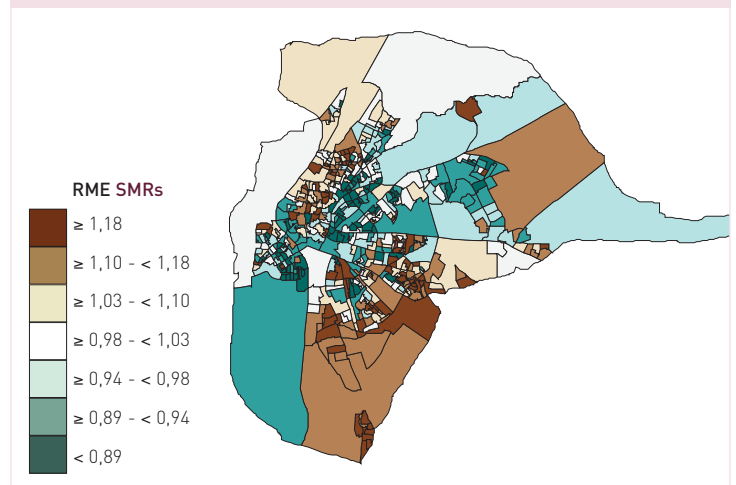 RME SMRs
≥ 1,18
≥ 1,10 - < 1,18
≥ 1,03 - < 1,10
≥ 0,98 - < 1,03
≥ 0,94 - < 0,98
≥ 0,89 - < 0,94
< 0,89